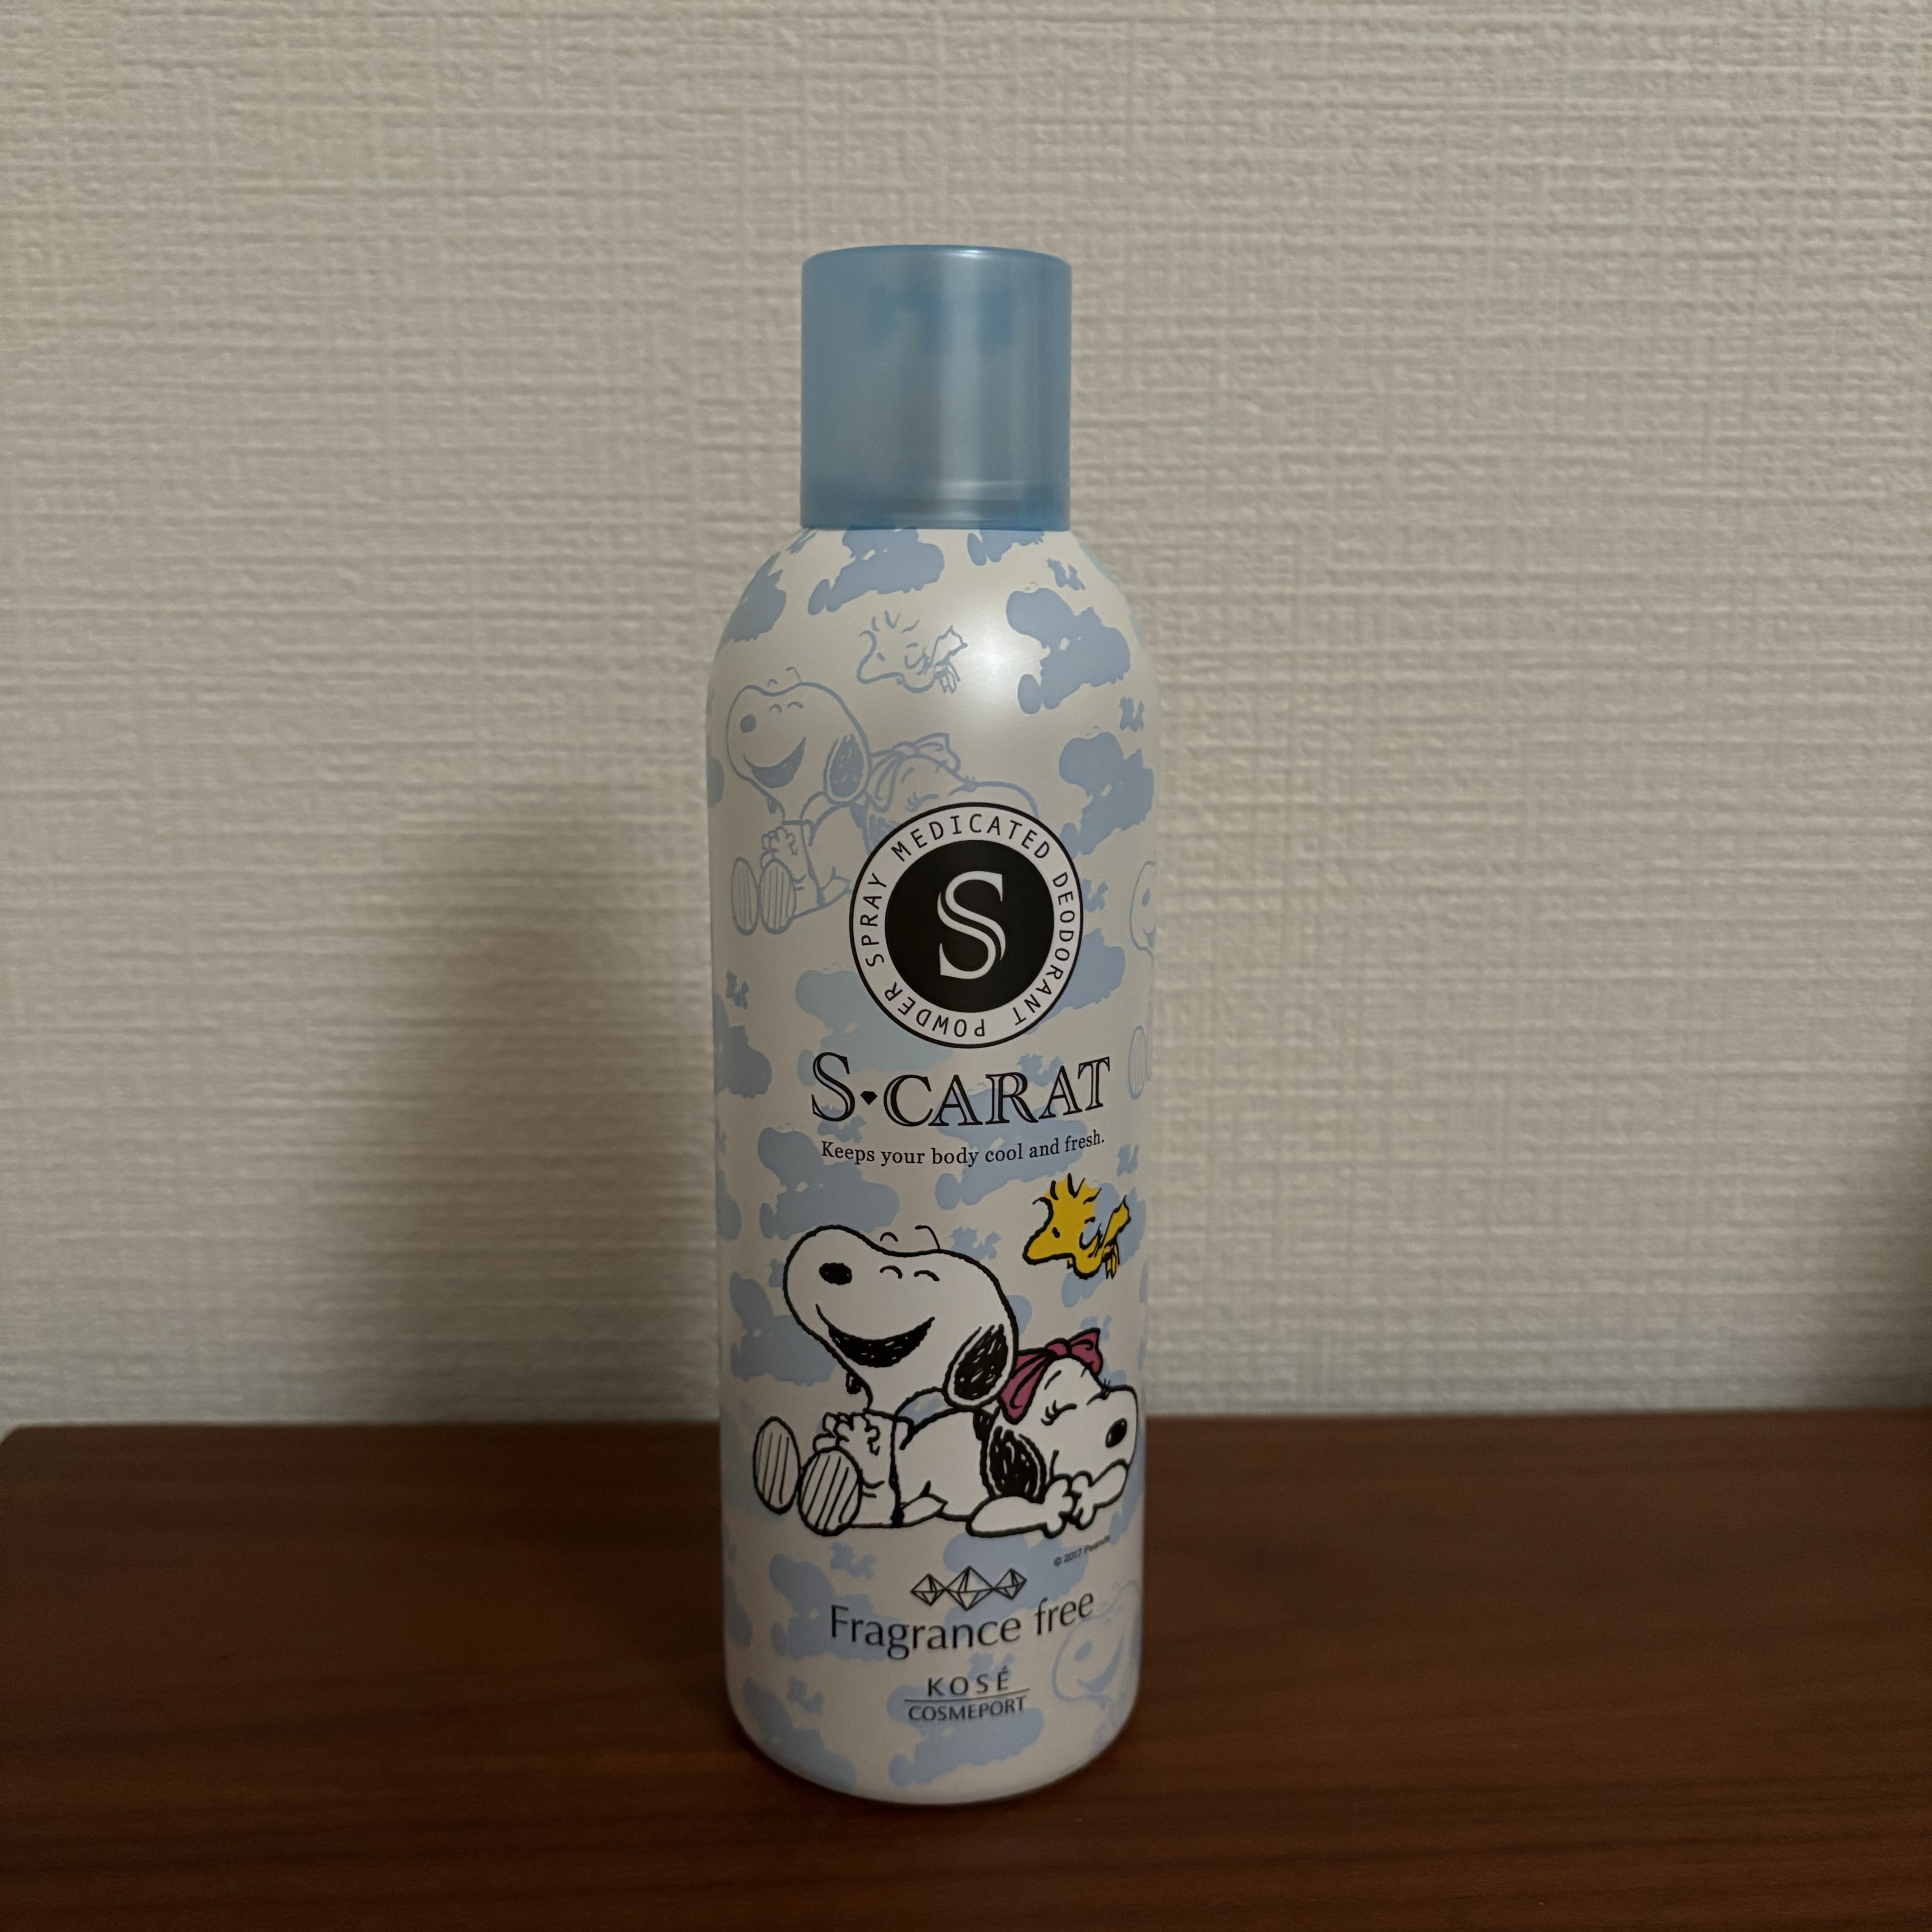 MEDICATED DEODORANT POWDER SPRAY
S
S◆CARAT
Keeps your body cool and fresh.
© 2017 Peanuts
Fragrance free
KOSÉ
COSMEPORT